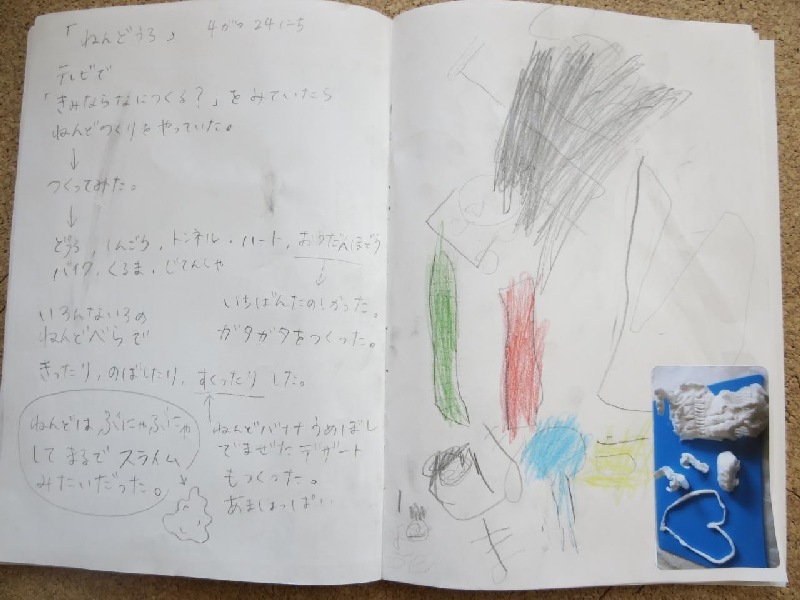 「ねんどする」 4がつ24にち
テレビで
「きみならなにつくる?」をみていたら
ねんどつくりをやっていた。
↓
つくってみた。
↓
どうろ、しんごう、トンネル・ハート、おうだんほどう
バイク、くるま、じてんしゃ
↓
いちばんたのしかった。
ガタガタをつくった。
いろんないろの
ねんどべらで
きったり、のばしたり、すくったりした。
ねんどは ぷにゃぷにゃ
して まるで スライム
みたいだった。
ねんどバナナ うめぼし
でまぜた デザート
もつくった。
あまずっぱい